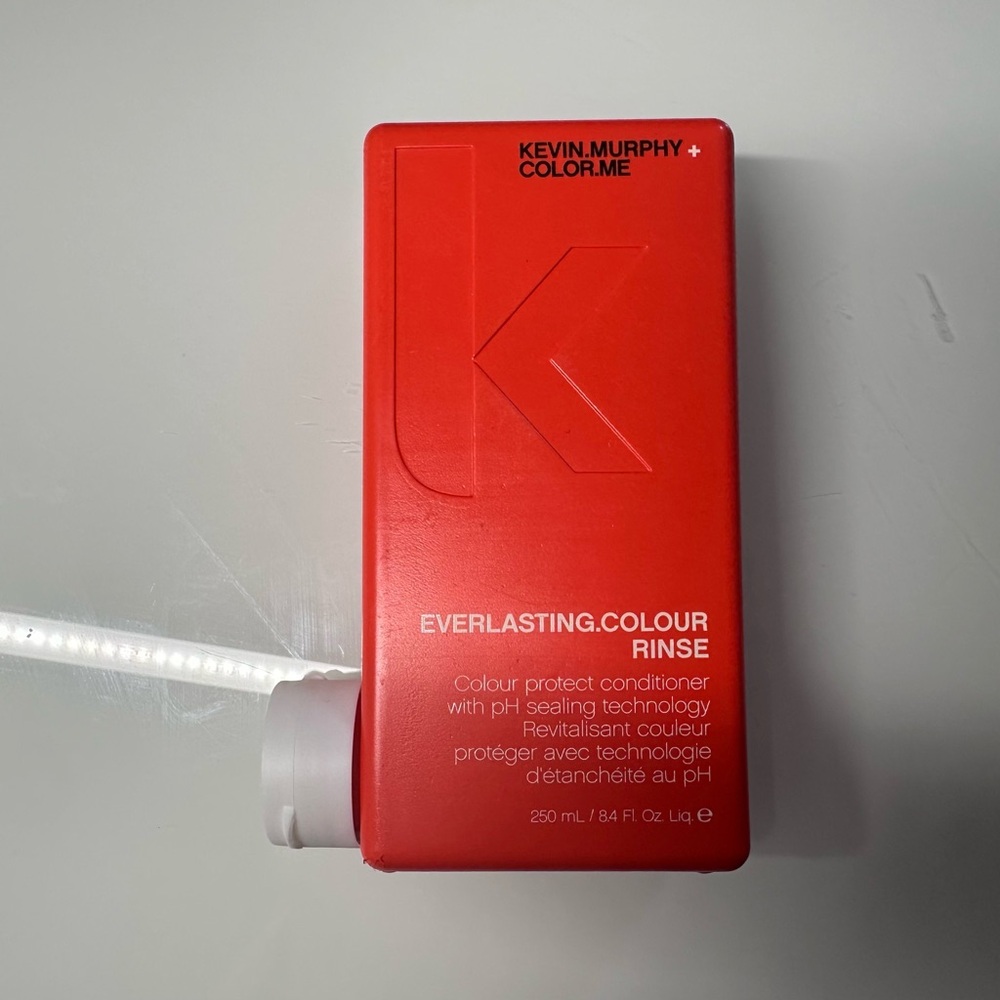 KEVIN.MURPHY +
COLOR.ME
K
EVERLASTING.COLOUR
RINSE
Colour protect conditioner
with pH sealing technology
Revitalisant couleur
protéger avec technologie
d'étanchéité au pH
250 mL / 8.4 Fl. Oz. Liq. ℮